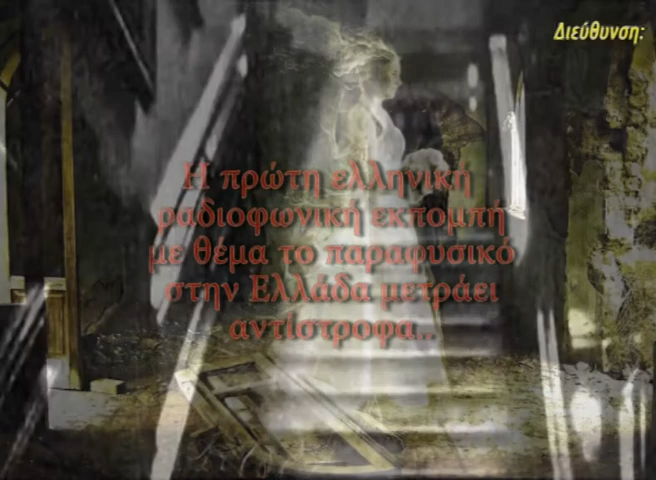 Διεύθυνση:
Η πρώτη ελληνική
ραδιοφωνική εκπομπή
με θέμα το παραφυσικό
στην Ελλάδα μετράει
αντίστροφα...